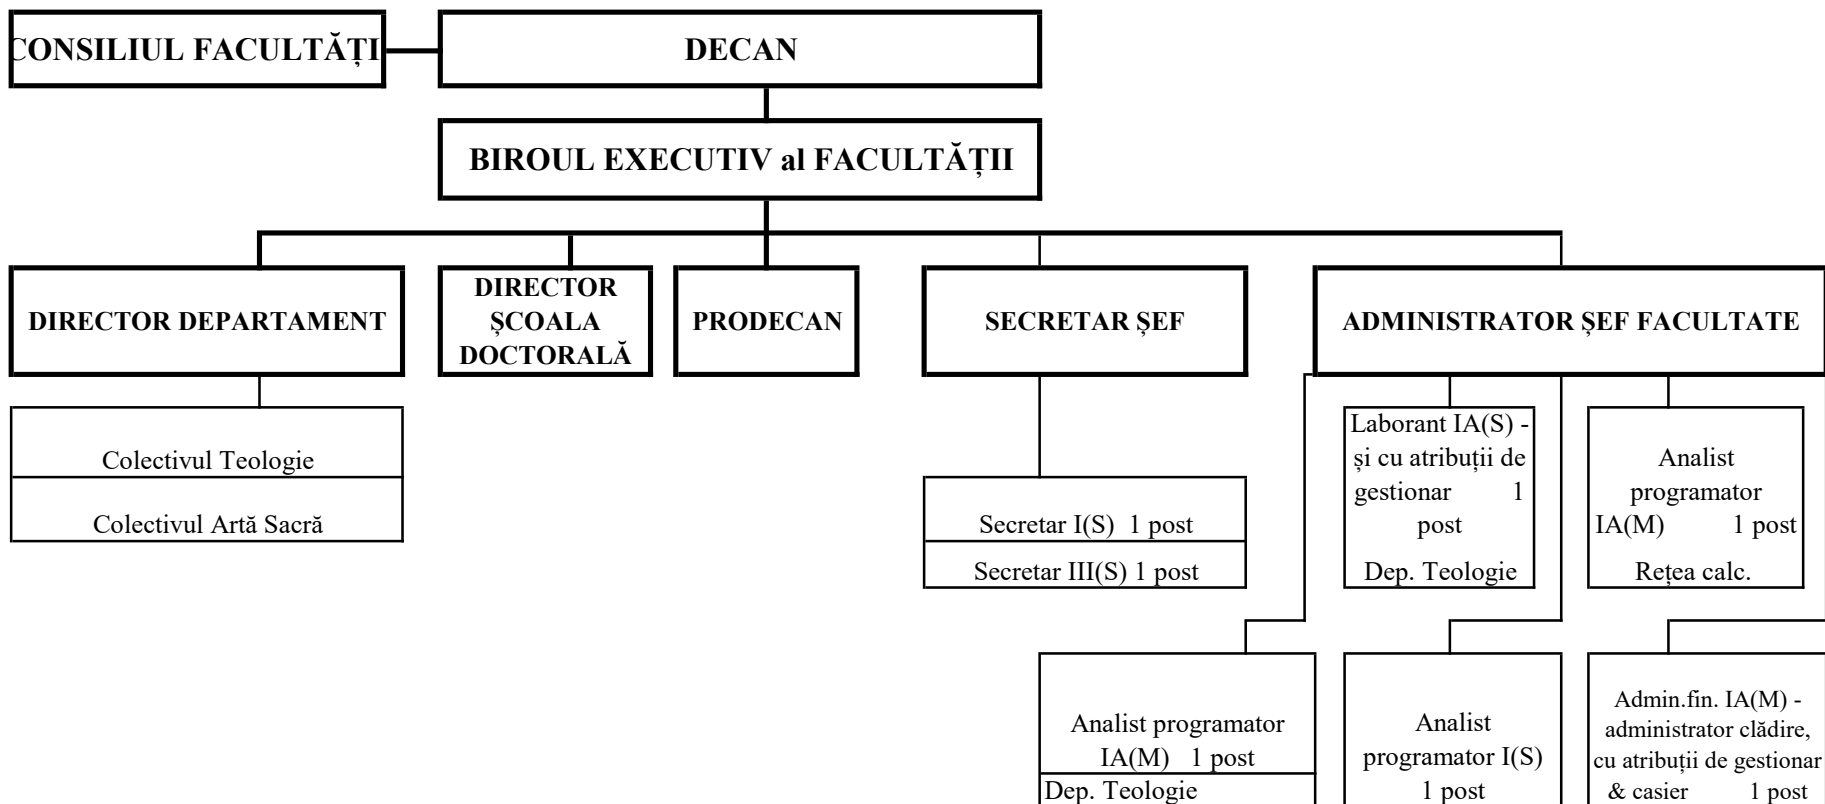 CONSILIUL FACULTĂȚI
DECAN
BIROUL EXECUTIV al FACULTĂȚII
DIRECTOR DEPARTAMENT
DIRECTOR
ȘCOALA
DOCTORALĂ
PRODECAN
SECRETAR ȘEF
ADMINISTRATOR ȘEF FACULTATE
Colectivul Teologie
Colectivul Artă Sacră
Secretar I(S) 1 post
Secretar III(S) 1 post
Laborant IA(S) -
și cu atribuții de
gestionar 1
post
Dep. Teologie
Analist
programator
IA(M) 1 post
Rețea calc.
Analist programator
IA(M) 1 post
Dep. Teologie
Analist
programator I(S)
1 post
Admin.fin. IA(M) -
administrator clădire,
cu atribuții de gestionar
& casier 1 post